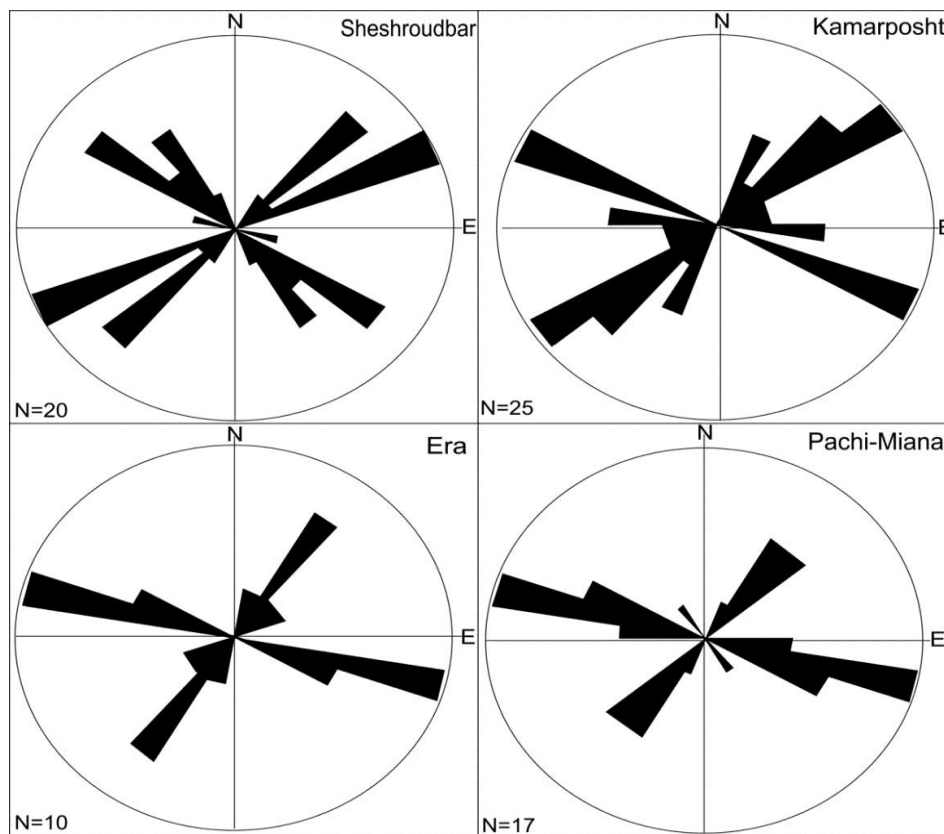 N
Sheshroudbar
E
N=20
N
Kamarposht
E
N=25
N
Era
E
N=10
N
Pachi-Miana
E
N=17